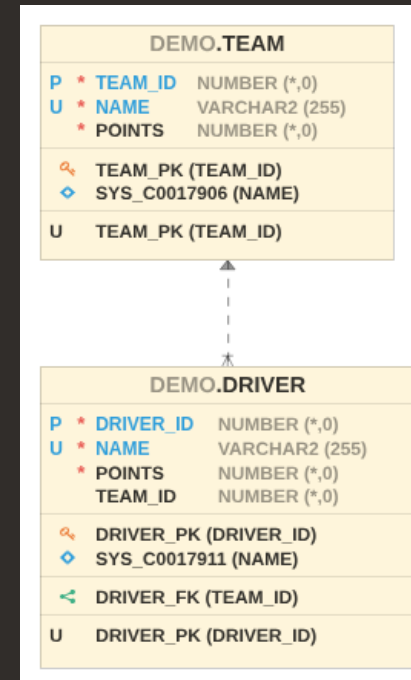 DEMO.TEAM
P * TEAM_ID NUMBER (*,0)
U * NAME VARCHAR2 (255)
* POINTS NUMBER (*,0)
TEAM_PK (TEAM_ID)
SYS_C0017906 (NAME)
U TEAM_PK (TEAM_ID)
DEMO.DRIVER
P * DRIVER_ID NUMBER (*,0)
U * NAME VARCHAR2 (255)
* POINTS NUMBER (*,0)
TEAM_ID NUMBER (*,0)
DRIVER_PK (DRIVER_ID)
SYS_C0017911 (NAME)
DRIVER_FK (TEAM_ID)
U DRIVER_PK (DRIVER_ID)